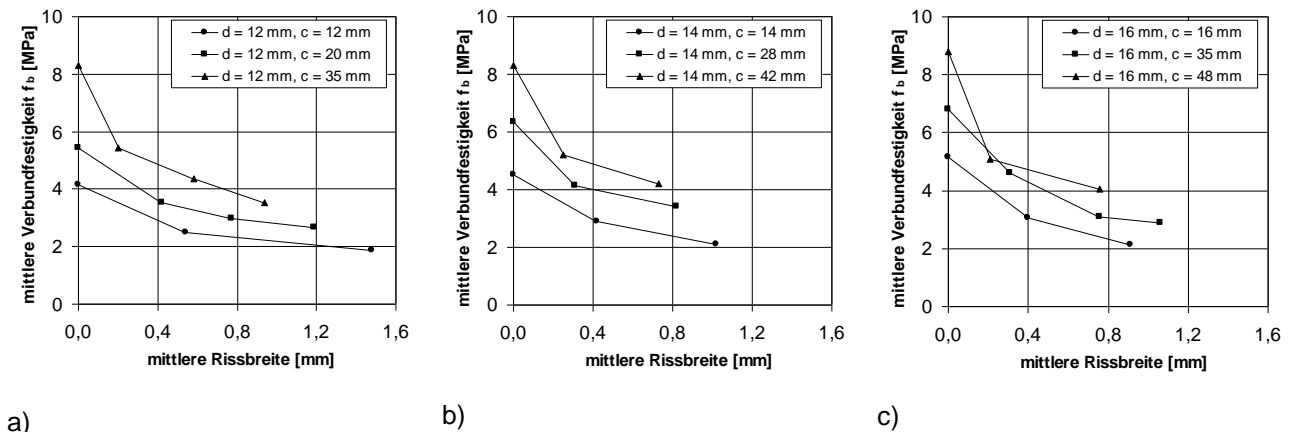 mittlere Verbundfestigkeit f b [MPa]
10
8
6
4
2
0
d = 12 mm, c = 12 mm
d = 12 mm, c = 20 mm
d = 12 mm, c = 35 mm
0,0 0,4 0,8 1,2 1,6
mittlere Rissbreite [mm]
a)
mittlere Verbundfestigkeit f b [MPa]
10
8
6
4
2
0
d = 14 mm, c = 14 mm
d = 14 mm, c = 28 mm
d = 14 mm, c = 42 mm
0,0 0,4 0,8 1,2 1,6
mittlere Rissbreite [mm]
b)
mittlere Verbundfestigkeit f b [MPa]
10
8
6
4
2
0
d = 16 mm, c = 16 mm
d = 16 mm, c = 35 mm
d = 16 mm, c = 48 mm
0,0 0,4 0,8 1,2 1,6
mittlere Rissbreite [mm]
c)